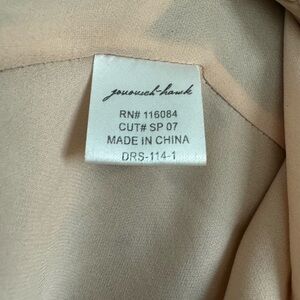 jovovich-hawk
RN# 116084
CUT# SP 07
MADE IN CHINA
DRS-114-1